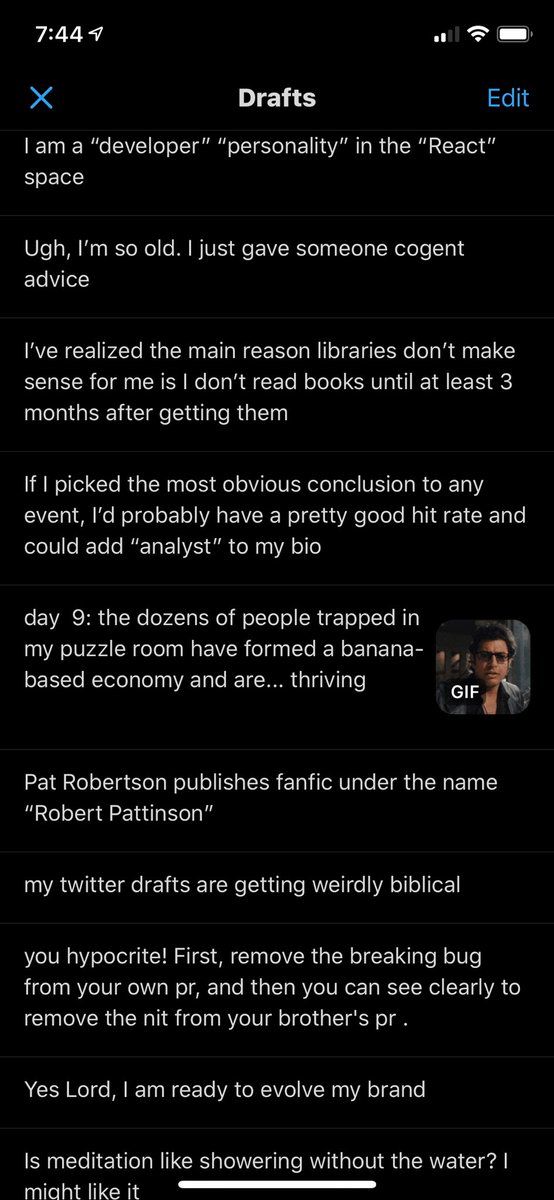 7:44
Drafts
Edit
I am a “developer” “personality” in the “React”
space
Ugh, I’m so old. I just gave someone cogent
advice
I’ve realized the main reason libraries don’t make
sense for me is I don’t read books until at least 3
months after getting them
If I picked the most obvious conclusion to any
event, I’d probably have a pretty good hit rate and
could add “analyst” to my bio
day  9: the dozens of people trapped in
my puzzle room have formed a banana-
based economy and are... thriving
GIF
Pat Robertson publishes fanfic under the name
“Robert Pattinson”
my twitter drafts are getting weirdly biblical
you hypocrite! First, remove the breaking bug
from your own pr, and then you can see clearly to
remove the nit from your brother's pr .
Yes Lord, I am ready to evolve my brand
Is meditation like showering without the water? I
might like it